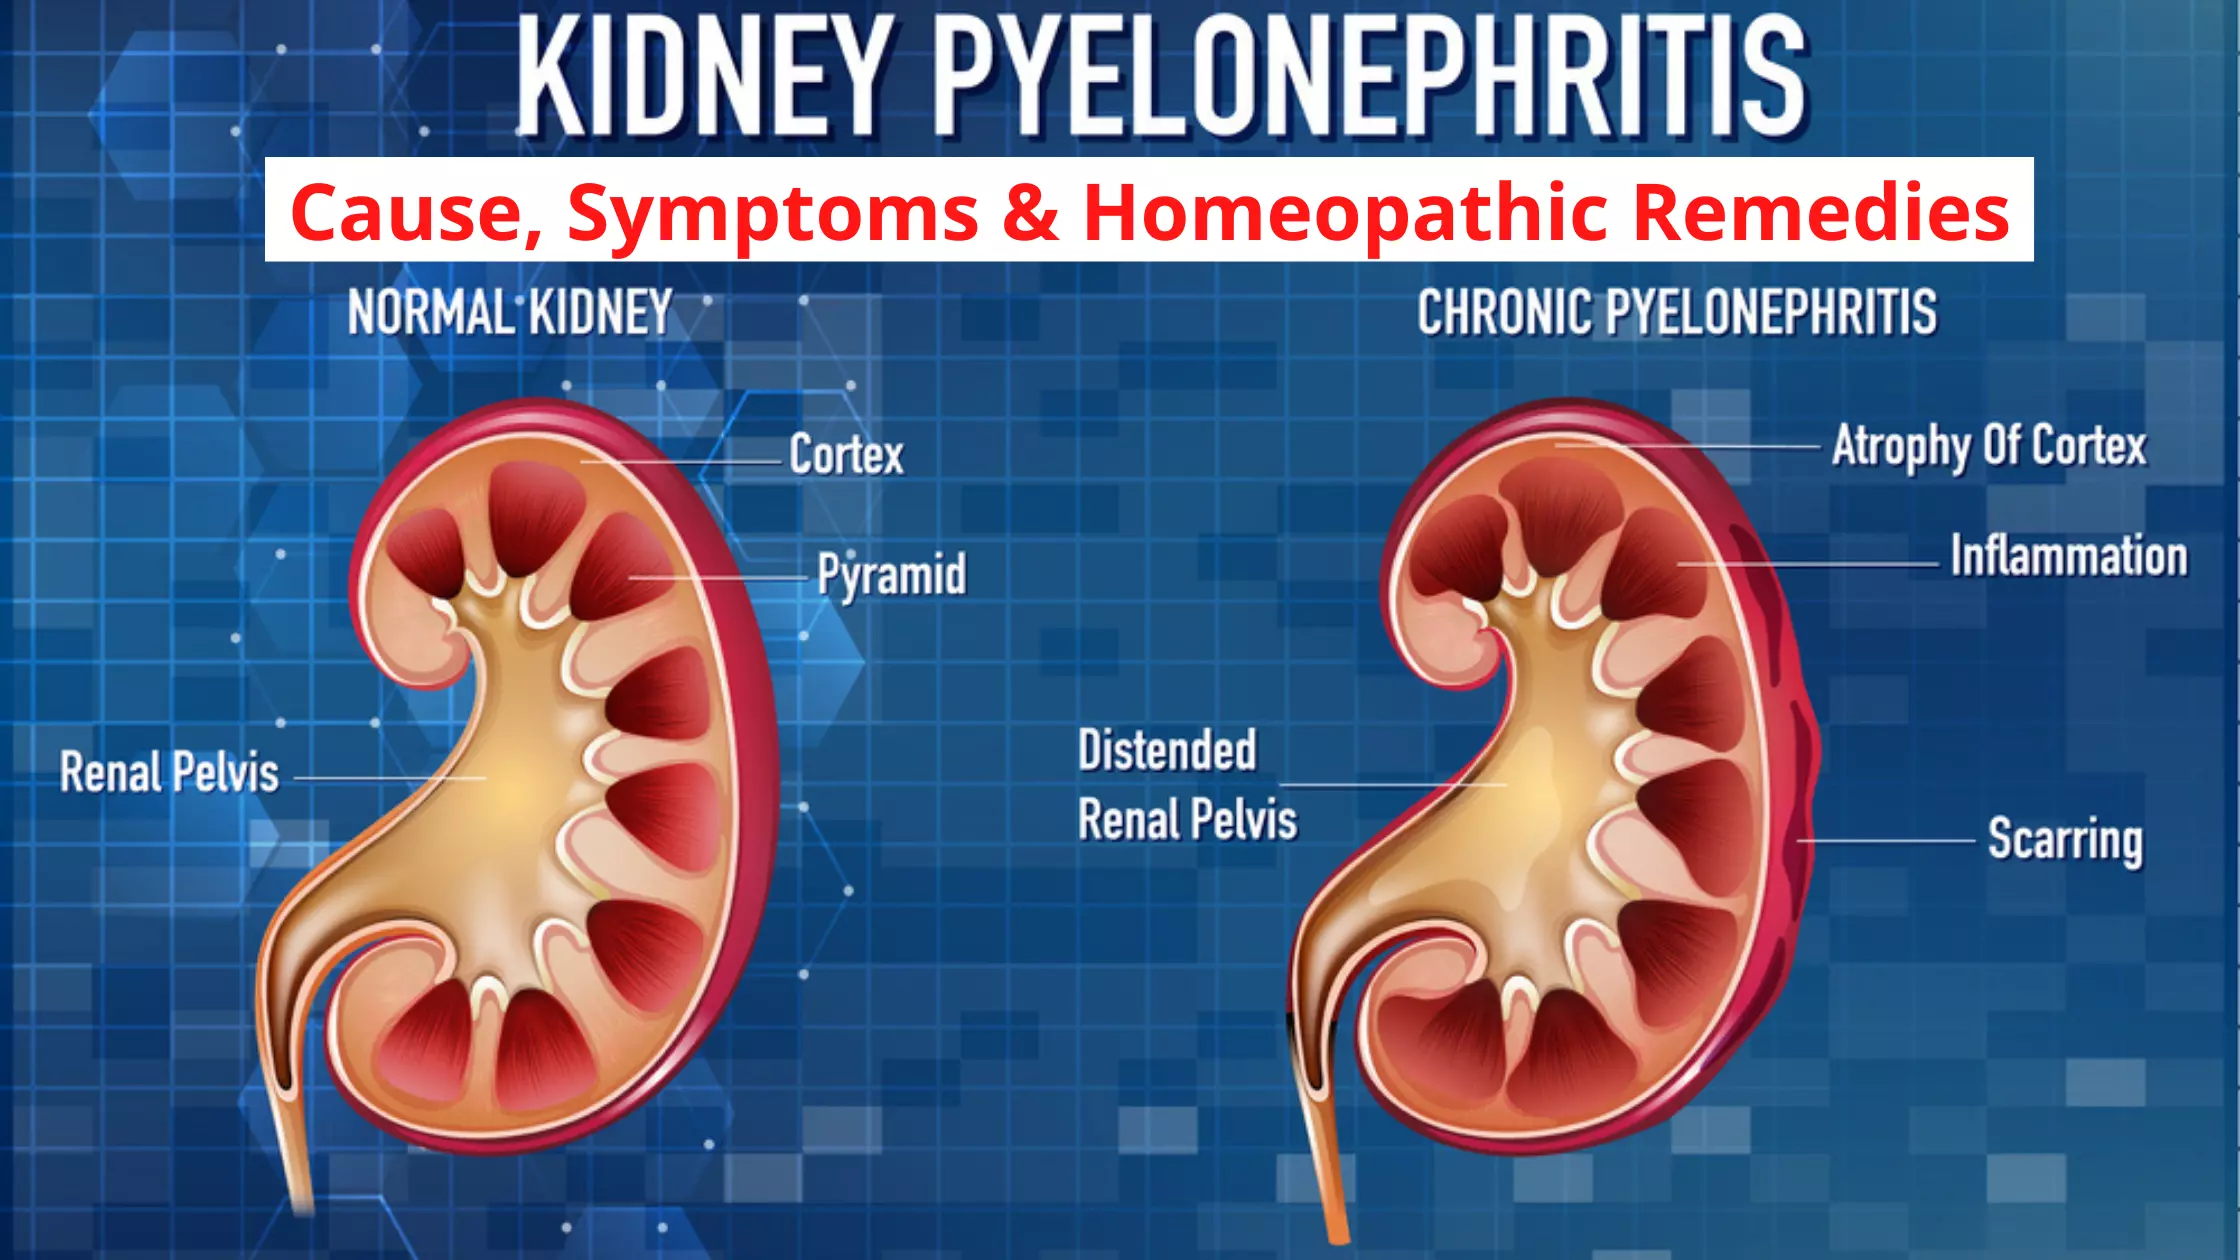 KIDNEY PYELONEPHRITIS
Cause, Symptoms & Homeopathic Remedies
NORMAL KIDNEY
Cortex
Pyramid
Renal Pelvis
CHRONIC PYELONEPHRITIS
Atrophy Of Cortex
Inflammation
Distended
Renal Pelvis
Scarring